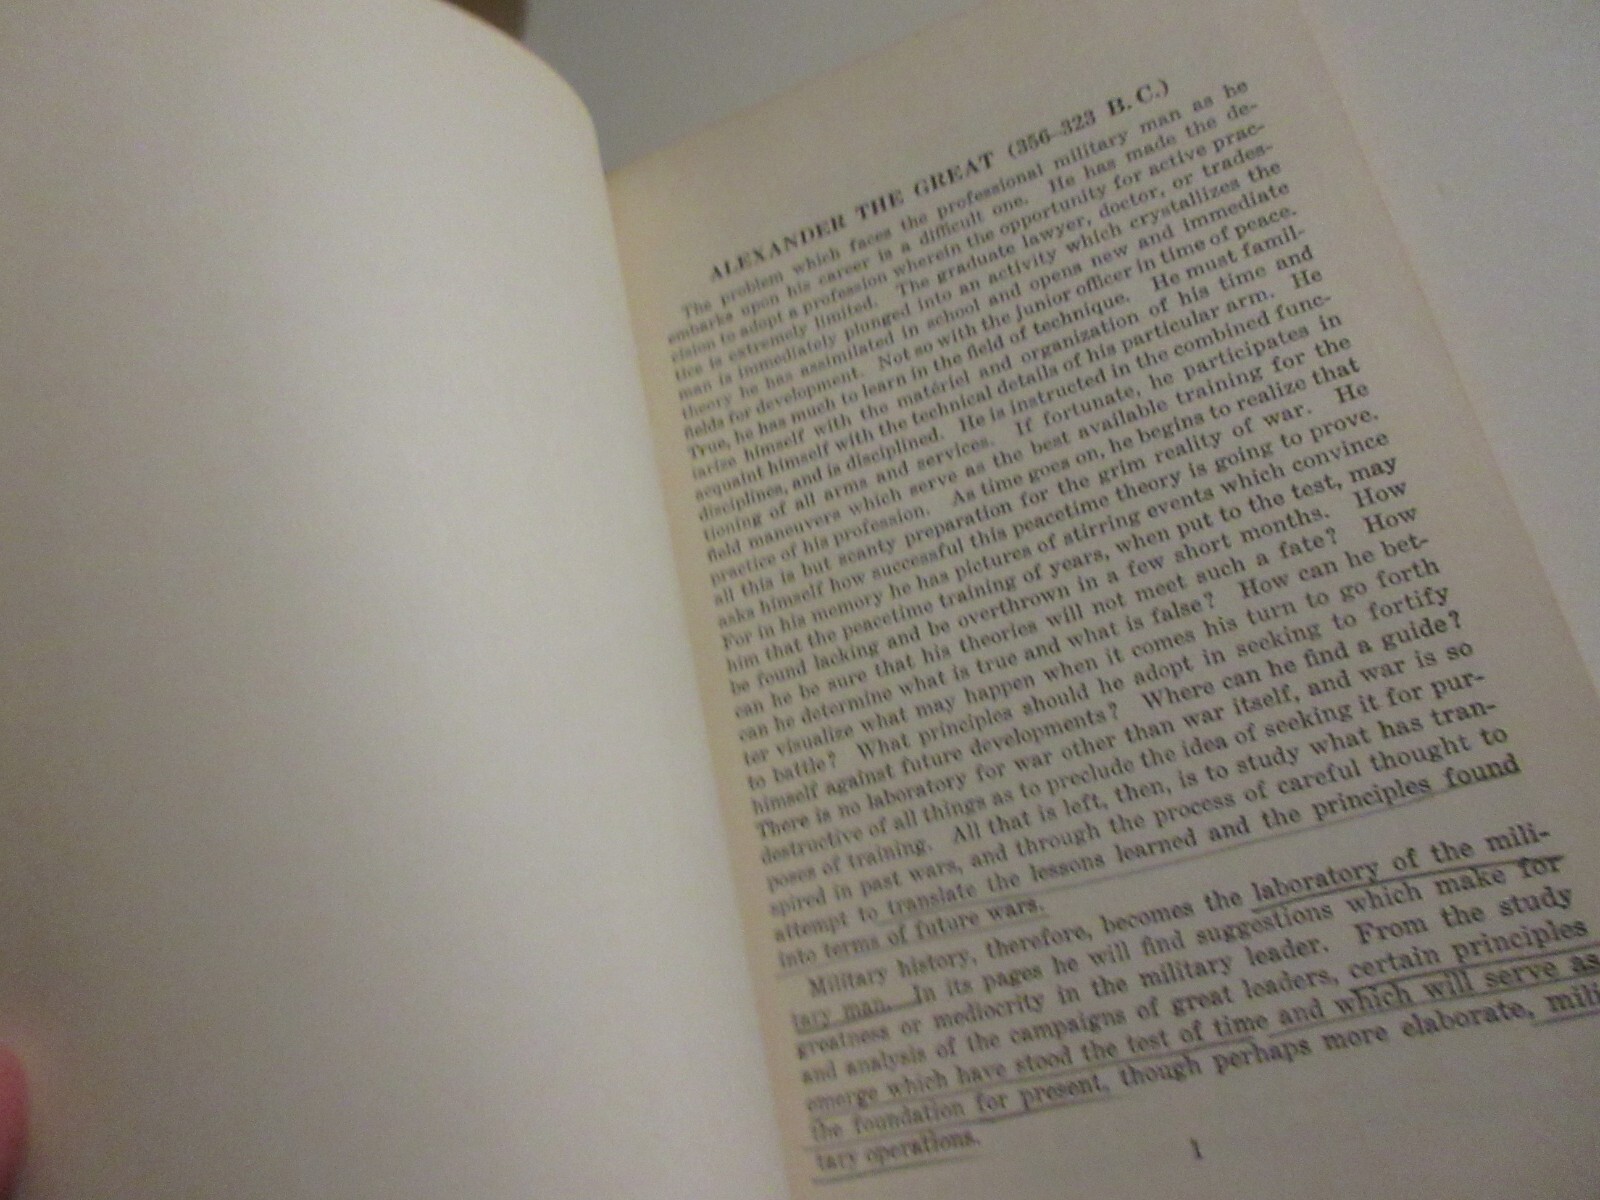 ALEXANDER THE GREAT (356-323 B.C.)
The problem which faces the professional military man as he
embarks upon his career is a difficult one. He has made the de-
cision to adopt a profession wherein the opportunity for active prac-
tice is extremely limited. The graduate lawyer, doctor, or trades-
man is immediately plunged into an activity which crystallizes the
theory he has assimilated in school and opens new and immediate
fields for development. Not so with the junior officer in time of peace.
True, he has much to learn in the field of technique. He must famil-
iarize himself with the matériel and organization of his time and
acquaint himself with the technical details of his particular arm. He
disciplines, and is disciplined. He is instructed in the combined func-
tioning of all arms and services. If fortunate, he participates in
field maneuvers which serve as the best available training for the
practice of his profession. As time goes on, he begins to realize that
all this is but scanty preparation for the grim reality of war. He
asks himself how successful this peacetime theory is going to prove.
For in his memory he has pictures of stirring events which convince
him that the peacetime training of years, when put to the test, may
be found lacking and be overthrown in a few short months. How
can he be sure that his theories will not meet such a fate? How
can he determine what is true and what is false? How can he bet-
ter visualize what may happen when it comes his turn to go forth
to battle? What principles should he adopt in seeking to fortify
himself against future developments? Where can he find a guide?
There is no laboratory for war other than war itself, and war is so
destructive of all things as to preclude the idea of seeking it for pur-
poses of training. All that is left, then, is to study what has tran-
spired in past wars, and through the process of careful thought to
attempt to translate the lessons learned and the principles found
into terms of future wars.
Military history, therefore, becomes the laboratory of the mili-
tary man. In its pages he will find suggestions which make for
greatness or mediocrity in the military leader. From the study
and analysis of the campaigns of great leaders, certain principles
emerge which have stood the test of time and which will serve as
the foundation for present, though perhaps more elaborate, mili
tary operations.
1